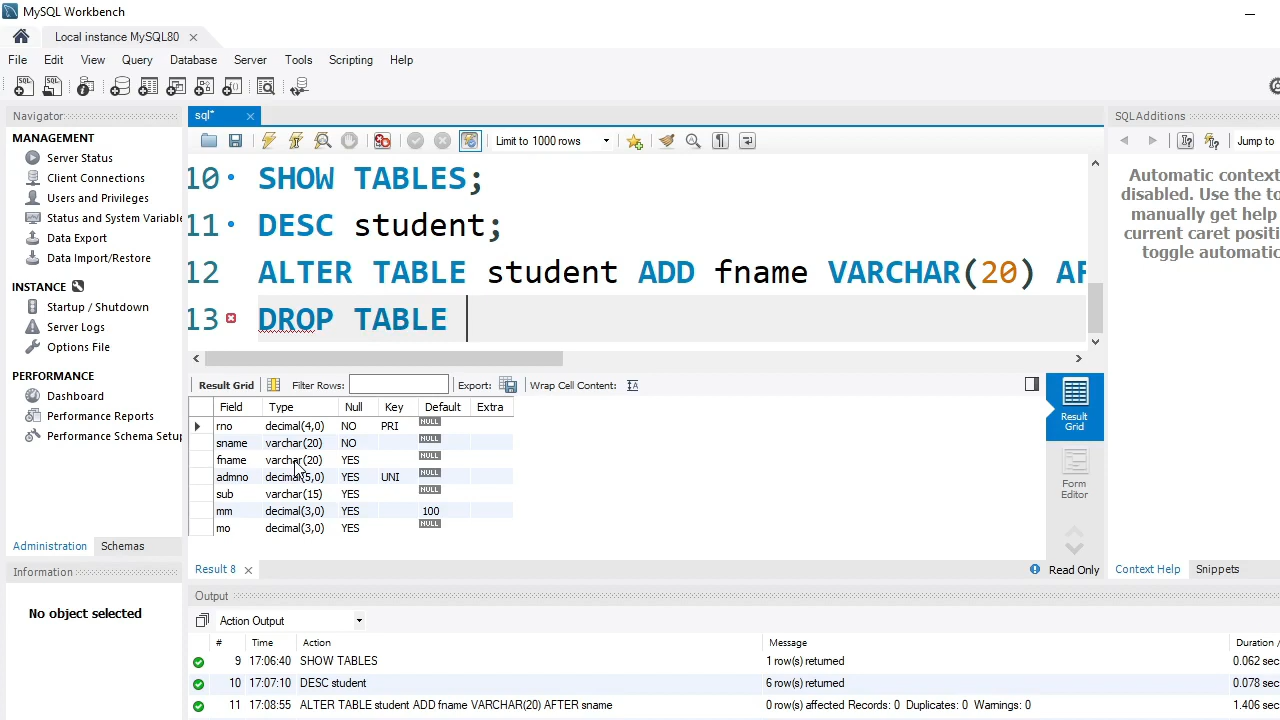 MySQL Workbench
Local instance MySQL80
File Edit View Query Database Server Tools Scripting Help
Navigator
MANAGEMENT
Server Status
Client Connections
Users and Privileges
Status and System Variable
Data Export
Data Import/Restore
INSTANCE
Startup / Shutdown
Server Logs
Options File
PERFORMANCE
Dashboard
Performance Reports
Performance Schema Setup
Administration Schemas
Information
No object selected
sql*
Limit to 1000 rows
10 SHOW TABLES;
11 DESC student;
12 ALTER TABLE student ADD fname VARCHAR(20) AF
13 DROP TABLE
Result Grid Filter Rows: Export: Wrap Cell Content:
Field Type Null Key Default Extra
rno decimal(4,0) NO PRI NULL
sname varchar(20) NO NULL
fname varchar(20) YES NULL
admno decimal(5,0) YES UNI NULL
sub varchar(15) YES NULL
mm decimal(3,0) YES 100
mo decimal(3,0) YES NULL
Result
Grid
Form
Editor
Result 8
Read Only
Output
Action Output
# Time Action Message Duration /
9 17:06:40 SHOW TABLES 1 row(s) returned 0.062 sec
10 17:07:10 DESC student 6 row(s) returned 0.078 sec
11 17:08:55 ALTER TABLE student ADD fname VARCHAR(20) AFTER sname 0 row(s) affected Records: 0 Duplicates: 0 Warnings: 0 1.406 sec
SQL Additions
Jump to
Automatic context
disabled. Use the to
manually get help
current caret positi
toggle automatic
Context Help Snippets